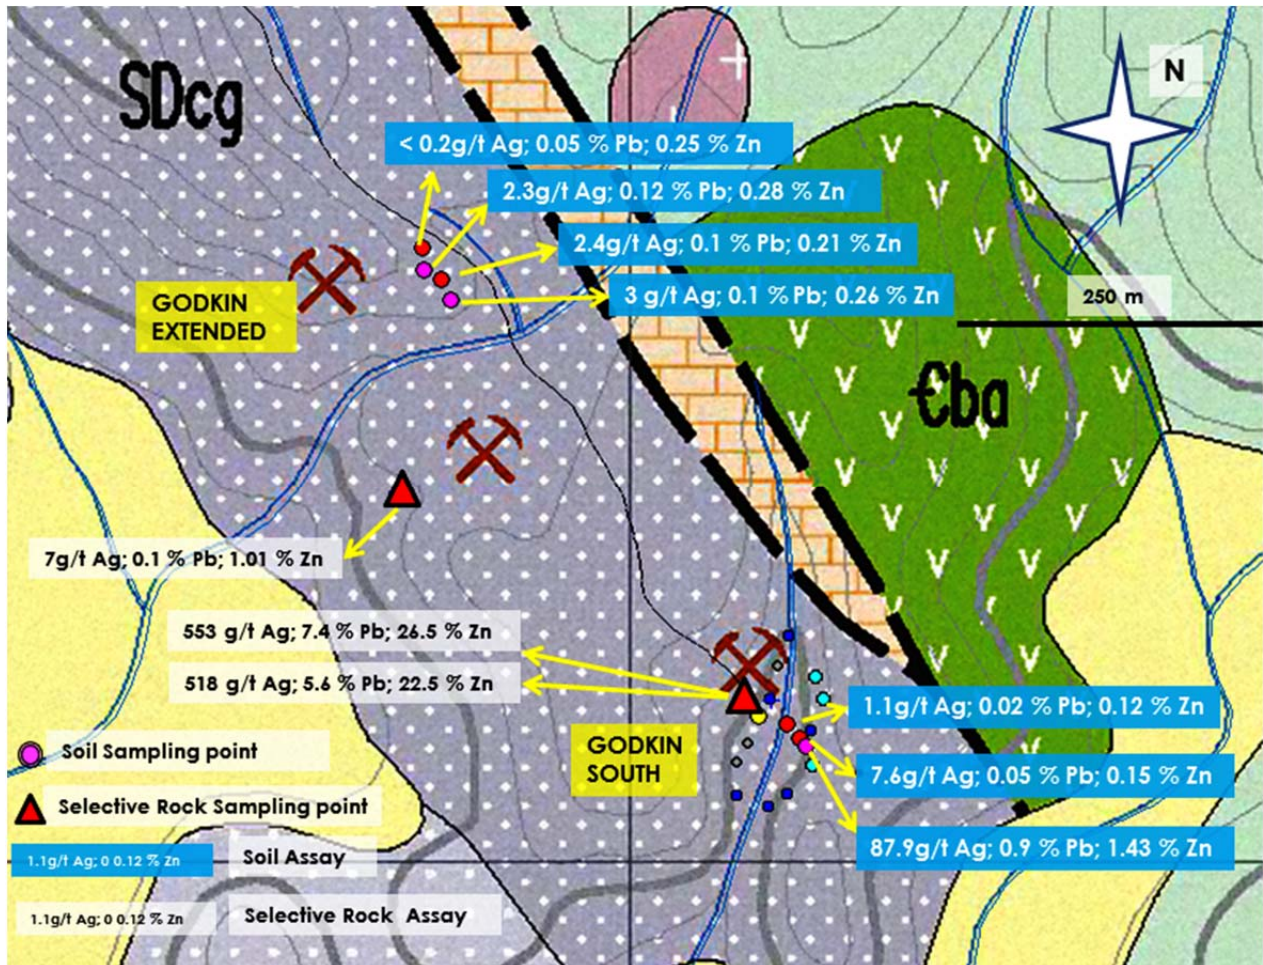 SDcg
N
< 0.2g/t Ag; 0.05 % Pb; 0.25 % Zn
2.3g/t Ag; 0.12 % Pb; 0.28 % Zn
2.4g/t Ag; 0.1 % Pb; 0.21 % Zn
3 g/t Ag; 0.1 % Pb; 0.26 % Zn
250 m
GODKIN
EXTENDED
€ba
7g/t Ag; 0.1 % Pb; 1.01 % Zn
553 g/t Ag; 7.4 % Pb; 26.5 % Zn
518 g/t Ag; 5.6 % Pb; 22.5 % Zn
GODKIN
SOUTH
1.1g/t Ag; 0.02 % Pb; 0.12 % Zn
7.6g/t Ag; 0.05 % Pb; 0.15 % Zn
87.9g/t Ag; 0.9 % Pb; 1.43 % Zn
Soil Sampling point
Selective Rock Sampling point
1.1g/t Ag; 0 0.12 % Zn
Soil Assay
1.1g/t Ag; 0 0.12 % Zn
Selective Rock Assay